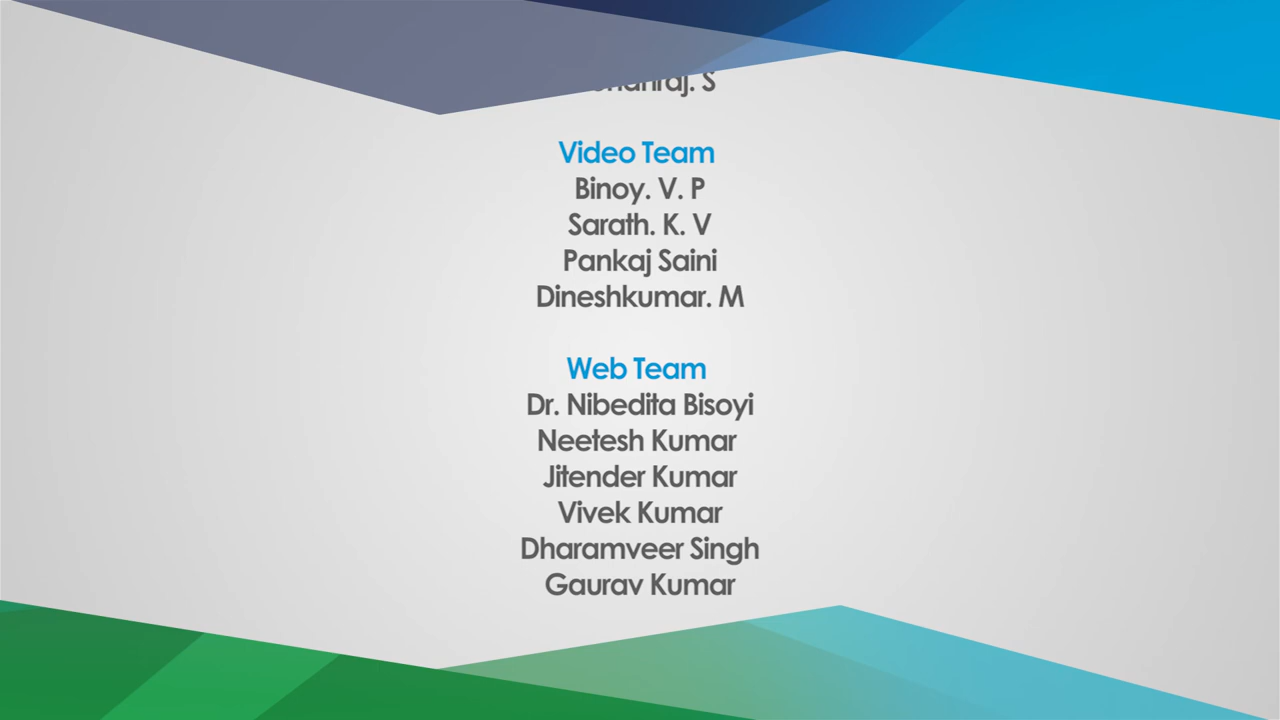 S
Video Team
Binoy. V. P
Sarath. K. V
Pankaj Saini
Dineshkumar. M
Web Team
Dr. Nibedita Bisoyi
Neetesh Kumar
Jitender Kumar
Vivek Kumar
Dharamveer Singh
Gaurav Kumar